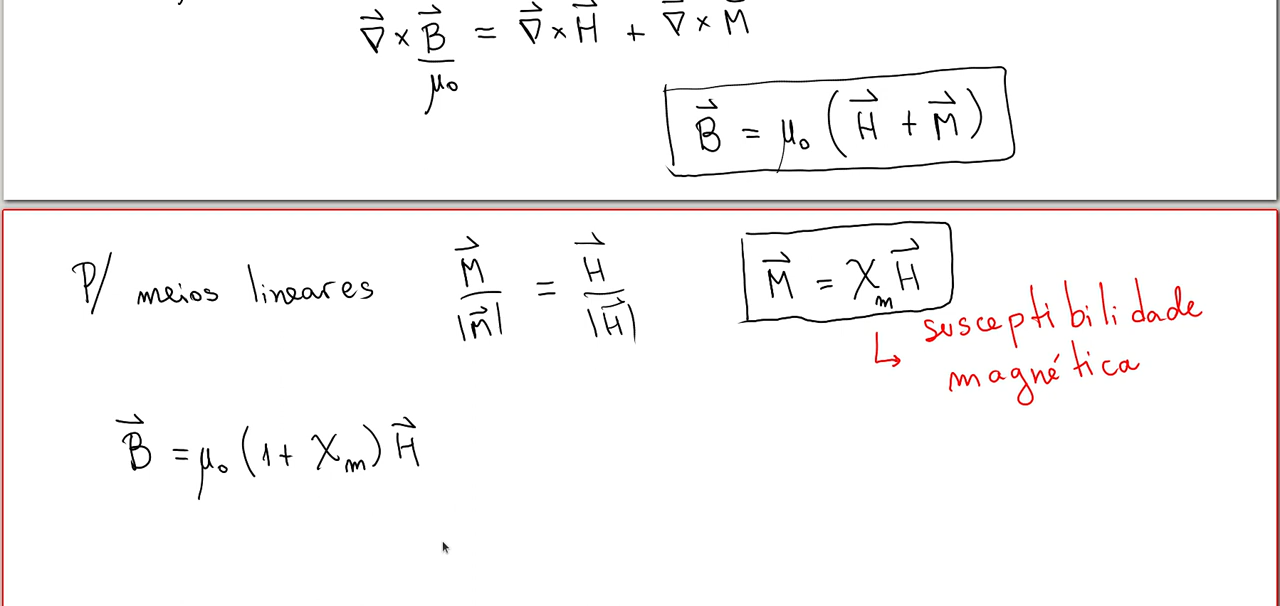 ∇⃗ × B⃗/μ₀ = ∇⃗ × H⃗ + ∇⃗ × M⃗
B⃗ = μ₀ (H⃗ + M⃗)
P/ meios lineares M⃗/|M⃗| = H⃗/|H⃗| M⃗ = χₘ H⃗
↳ susceptibilidade
magnética
B⃗ = μ₀ (1 + χₘ) H⃗